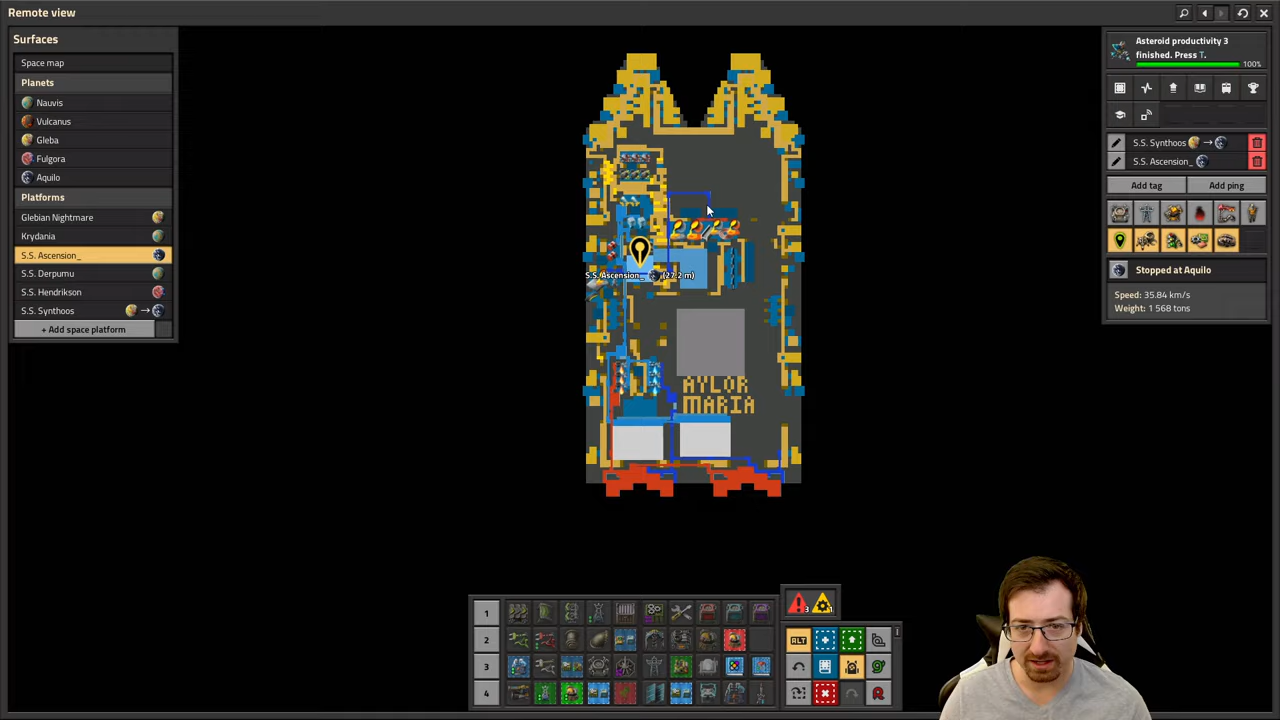 Remote view
Surfaces
Space map
Planets
Nauvis
Vulcanus
Gleba
Fulgora
Aquilo
Platforms
Glebian Nightmare
Krydania
S.S. Ascension_
S.S. Derpumu
S.S. Hendrikson
S.S. Synthoos
+ Add space platform
S.S. Ascension_ (27.2 m)
AYLOR
MARIA
Asteroid productivity 3
finished. Press T.
100%
S.S. Synthoos
S.S. Ascension_
Add tag
Add ping
Stopped at Aquilo
Speed: 35.84 km/s
Weight: 1 568 tons
1
2
3
4
ALT